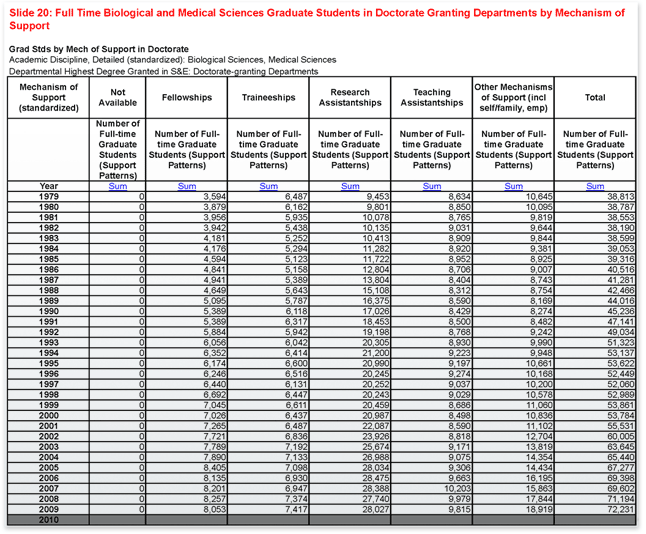 Slide 20: Full Time Biological and Medical Sciences Graduate Students in Doctorate Granting Departments by Mechanism of
Support
Grad Stds by Mech of Support in Doctorate
Academic Discipline, Detailed (standardized): Biological Sciences, Medical Sciences
Departmental Highest Degree Granted in S&E: Doctorate-granting Departments
Mechanism of Support (standardized) Not Available Fellowships Traineeships Research Assistantships Teaching Assistantships Other Mechanisms of Support (incl self/family, emp) Total
Number of Full-time Graduate Students (Support Patterns) Number of Full-time Graduate Students (Support Patterns) Number of Full-time Graduate Students (Support Patterns) Number of Full-time Graduate Students (Support Patterns) Number of Full-time Graduate Students (Support Patterns) Number of Full-time Graduate Students (Support Patterns) Number of Full-time Graduate Students (Support Patterns)
Year Sum Sum Sum Sum Sum Sum Sum
1979 0 3,594 6,487 9,453 8,634 10,645 38,813
1980 0 3,879 6,162 9,801 8,850 10,095 38,787
1981 0 3,956 5,935 10,078 8,765 9,819 38,553
1982 0 3,942 5,438 10,135 9,031 9,644 38,190
1983 0 4,181 5,252 10,413 8,909 9,844 38,599
1984 0 4,176 5,294 11,282 8,920 9,381 39,053
1985 0 4,594 5,123 11,722 8,952 8,925 39,316
1986 0 4,841 5,158 12,804 8,706 9,007 40,516
1987 0 4,941 5,389 13,804 8,404 8,743 41,281
1988 0 4,649 5,643 15,108 8,312 8,754 42,466
1989 0 5,095 5,787 16,375 8,590 8,169 44,016
1990 0 5,389 6,118 17,026 8,429 8,274 45,236
1991 0 5,389 6,317 18,453 8,500 8,482 47,141
1992 0 5,884 5,942 19,198 8,768 9,242 49,034
1993 0 6,056 6,042 20,305 8,930 9,990 51,323
1994 0 6,352 6,414 21,200 9,223 9,948 53,137
1995 0 6,174 6,600 20,990 9,197 10,661 53,622
1996 0 6,246 6,516 20,245 9,274 10,168 52,449
1997 0 6,440 6,131 20,252 9,037 10,200 52,060
1998 0 6,692 6,447 20,243 9,029 10,578 52,989
1999 0 7,045 6,611 20,459 8,686 11,060 53,861
2000 0 7,026 6,437 20,987 8,498 10,836 53,784
2001 0 7,265 6,487 22,087 8,590 11,102 55,531
2002 0 7,721 6,836 23,926 8,818 12,704 60,005
2003 0 7,789 7,192 25,674 9,171 13,819 63,645
2004 0 7,890 7,133 26,988 9,075 14,354 65,440
2005 0 8,405 7,098 28,034 9,306 14,434 67,277
2006 0 8,135 6,930 28,475 9,663 16,195 69,398
2007 0 8,201 6,947 28,388 10,203 15,863 69,602
2008 0 8,257 7,374 27,740 9,979 17,844 71,194
2009 0 8,053 7,417 28,027 9,815 18,919 72,231
2010